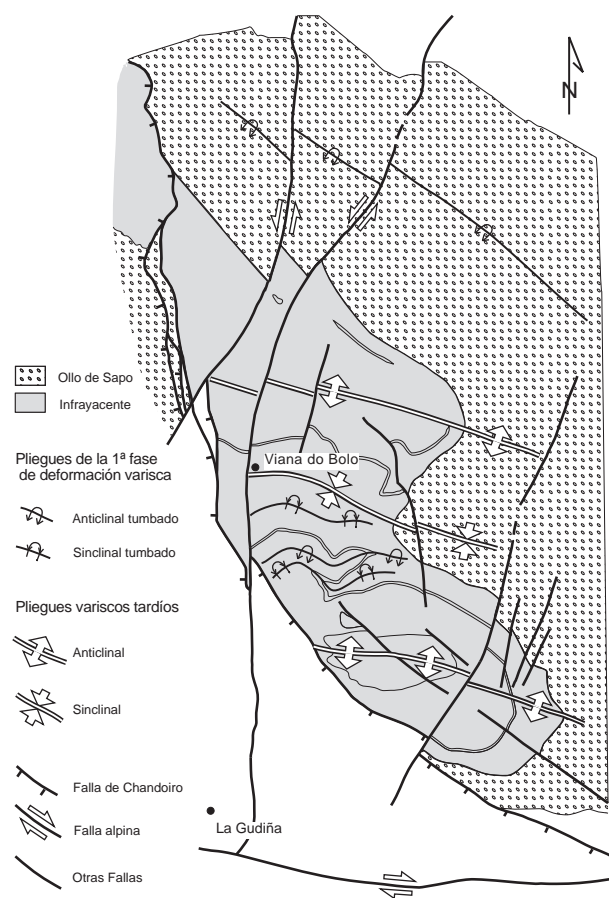 N
Ollo de Sapo
Infrayacente
Pliegues de la 1ª fase
de deformación varisca
Anticlinal tumbado
Sinclinal tumbado
Pliegues variscos tardíos
Anticlinal
Sinclinal
Falla de Chandoiro
Falla alpina
Otras Fallas
Viana do Bolo
La Gudiña